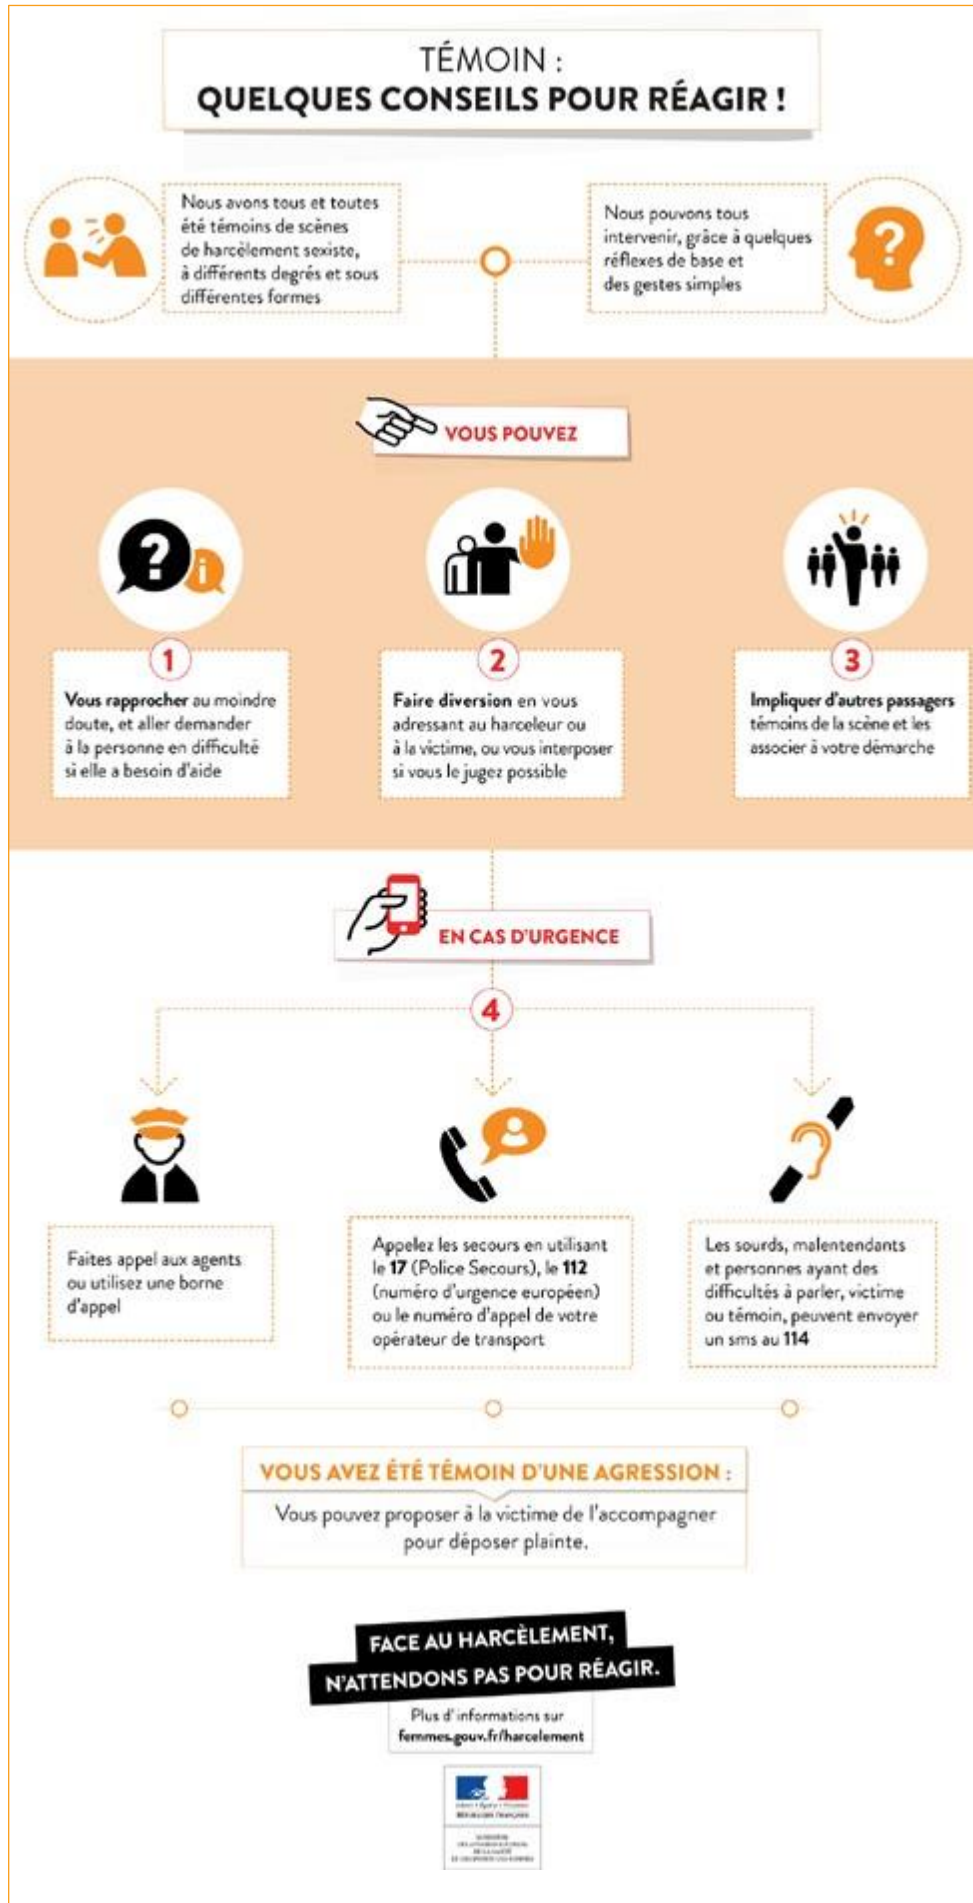 TÉMOIN :
QUELQUES CONSEILS POUR RÉAGIR !
Nous avons tous et toutes
été témoins de scènes
de harcèlement sexiste,
à différents degrés et sous
différentes formes
Nous pouvons tous
intervenir, grâce à quelques
réflexes de base et
des gestes simples
?
VOUS POUVEZ
? i
1
Vous rapprocher au moindre
doute, et aller demander
à la personne en difficulté
si elle a besoin d'aide
2
Faire diversion en vous
adressant au harceleur ou
à la victime, ou vous interposer
si vous le jugez possible
3
Impliquer d'autres passagers
témoins de la scène et les
associer à votre démarche
EN CAS D'URGENCE
4
Faites appel aux agents
ou utilisez une borne
d'appel
Appelez les secours en utilisant
le 17 (Police Secours), le 112
(numéro d'urgence européen)
ou le numéro d'appel de votre
opérateur de transport
Les sourds, malentendants
et personnes ayant des
difficultés à parler, victime
ou témoin, peuvent envoyer
un sms au 114
VOUS AVEZ ÉTÉ TÉMOIN D'UNE AGRESSION :
Vous pouvez proposer à la victime de l'accompagner
pour déposer plainte.
FACE AU HARCÈLEMENT,
N'ATTENDONS PAS POUR RÉAGIR.
Plus d'informations sur
femmes.gouv.fr/harcelement
RÉPUBLIQUE FRANÇAISE